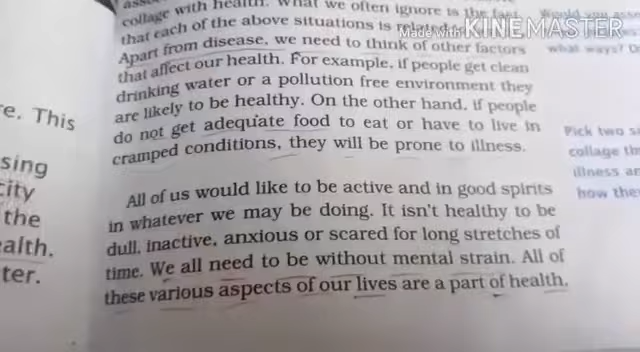 collage with health. What we often ignore is the fact
that each of the above situations is related to
Made with KINEMASTER
Apart from disease, we need to think of other factors
that affect our health. For example, if people get clean
drinking water or a pollution free environment they
are likely to be healthy. On the other hand, if people
do not get adequate food to eat or have to live in
cramped conditions, they will be prone to illness.
All of us would like to be active and in good spirits
in whatever we may be doing. It isn't healthy to be
dull, inactive, anxious or scared for long stretches of
time. We all need to be without mental strain. All of
these various aspects of our lives are a part of health.
e. This
sing
city
the
ealth.
ter.
Would you
what ways?
Pick two
collage
illness
how